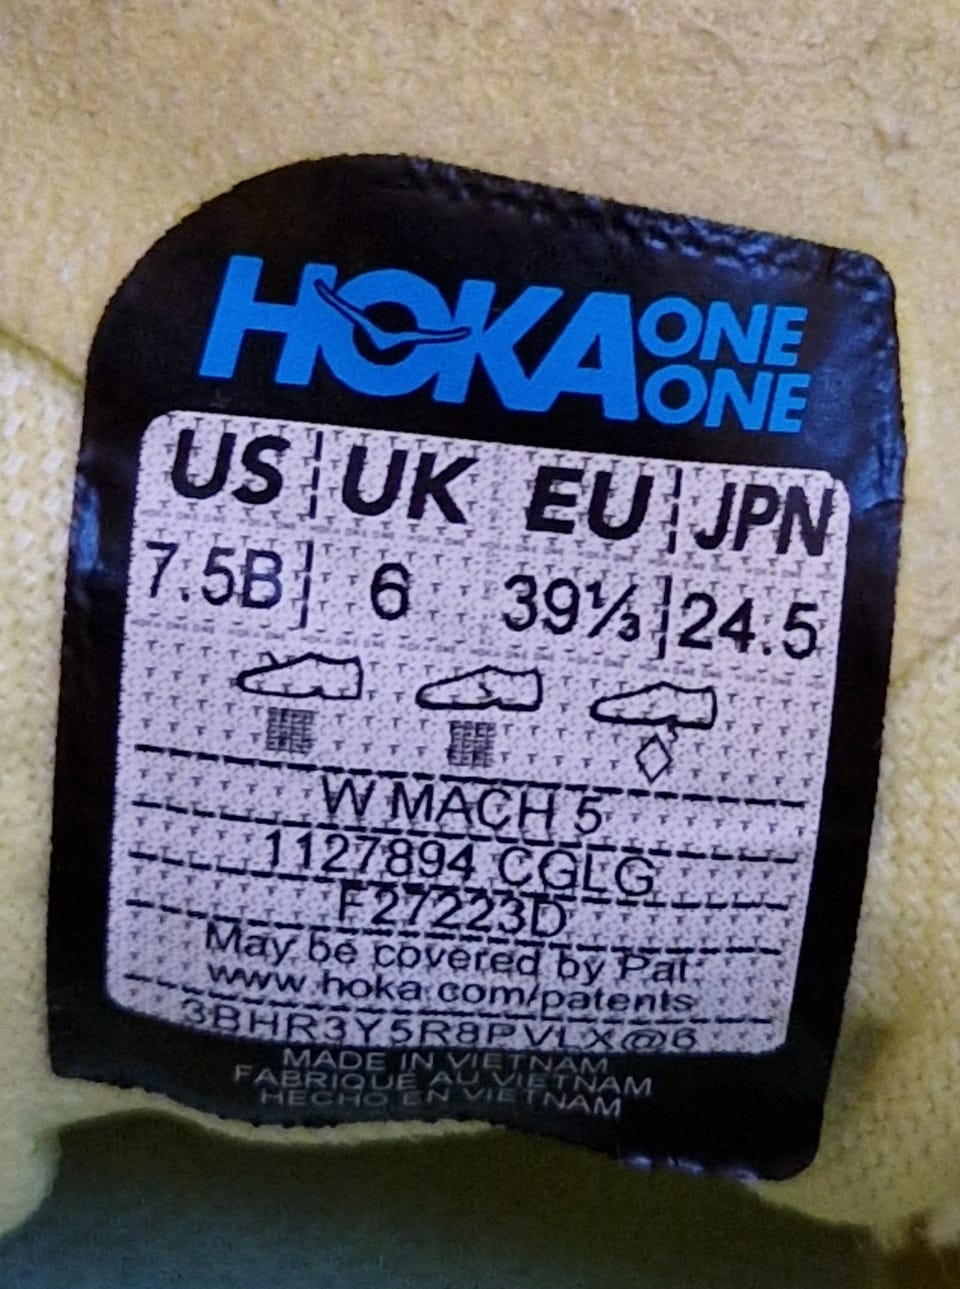 HOKA ONE ONE
US UK EU JPN
7.5B 6 39⅓ 24.5
W MACH 5
1127894 CGLG
F27223D
May be covered by Pat:
www.hoka.com/patents
3BHR3Y5R8PVLX@6
MADE IN VIETNAM
FABRIQUÉ AU VIETNAM
HECHO EN VIETNAM